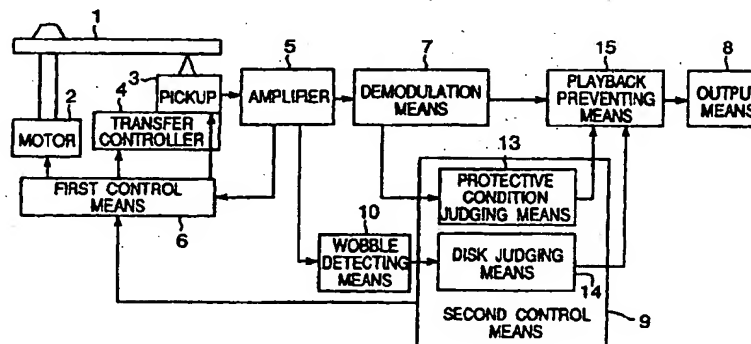 1
5
7
15
8
3
4
2
PICKUP
AMPLIFIER
DEMODULATION
MEANS
PLAYBACK
PREVENTING
MEANS
OUTPUT
MEANS
MOTOR
TRANSFER
CONTROLLER
13
FIRST CONTROL
MEANS
PROTECTIVE
CONDITION
JUDGING MEANS
6
10
WOBBLE
DETECTING
MEANS
DISK JUDGING
MEANS
14
SECOND CONTROL
MEANS
9